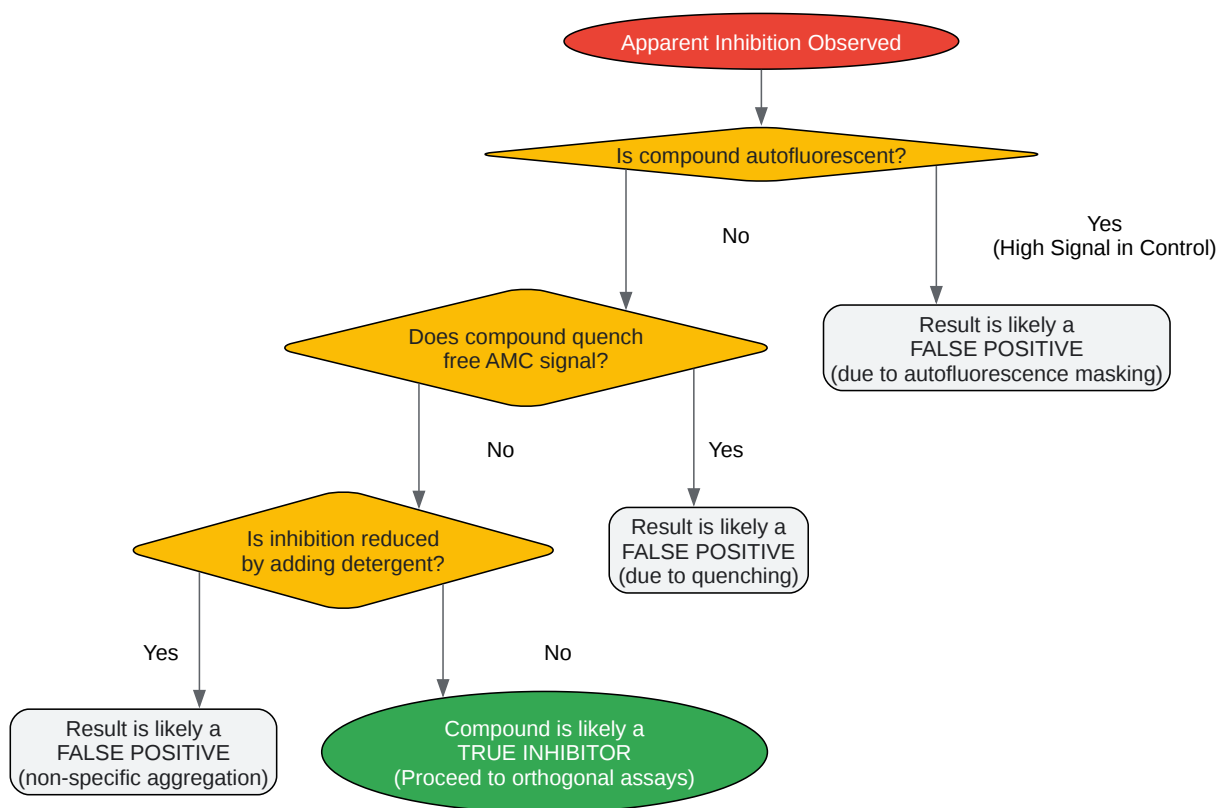 Apparent Inhibition Observed
Is compound autofluorescent?
No
Yes
(High Signal in Control)
Does compound quench
free AMC signal?
Result is likely a
FALSE POSITIVE
(due to autofluorescence masking)
No
Yes
Is inhibition reduced
by adding detergent?
Result is likely a
FALSE POSITIVE
(due to quenching)
Yes
No
Result is likely a
FALSE POSITIVE
(non-specific aggregation)
Compound is likely a
TRUE INHIBITOR
(Proceed to orthogonal assays)